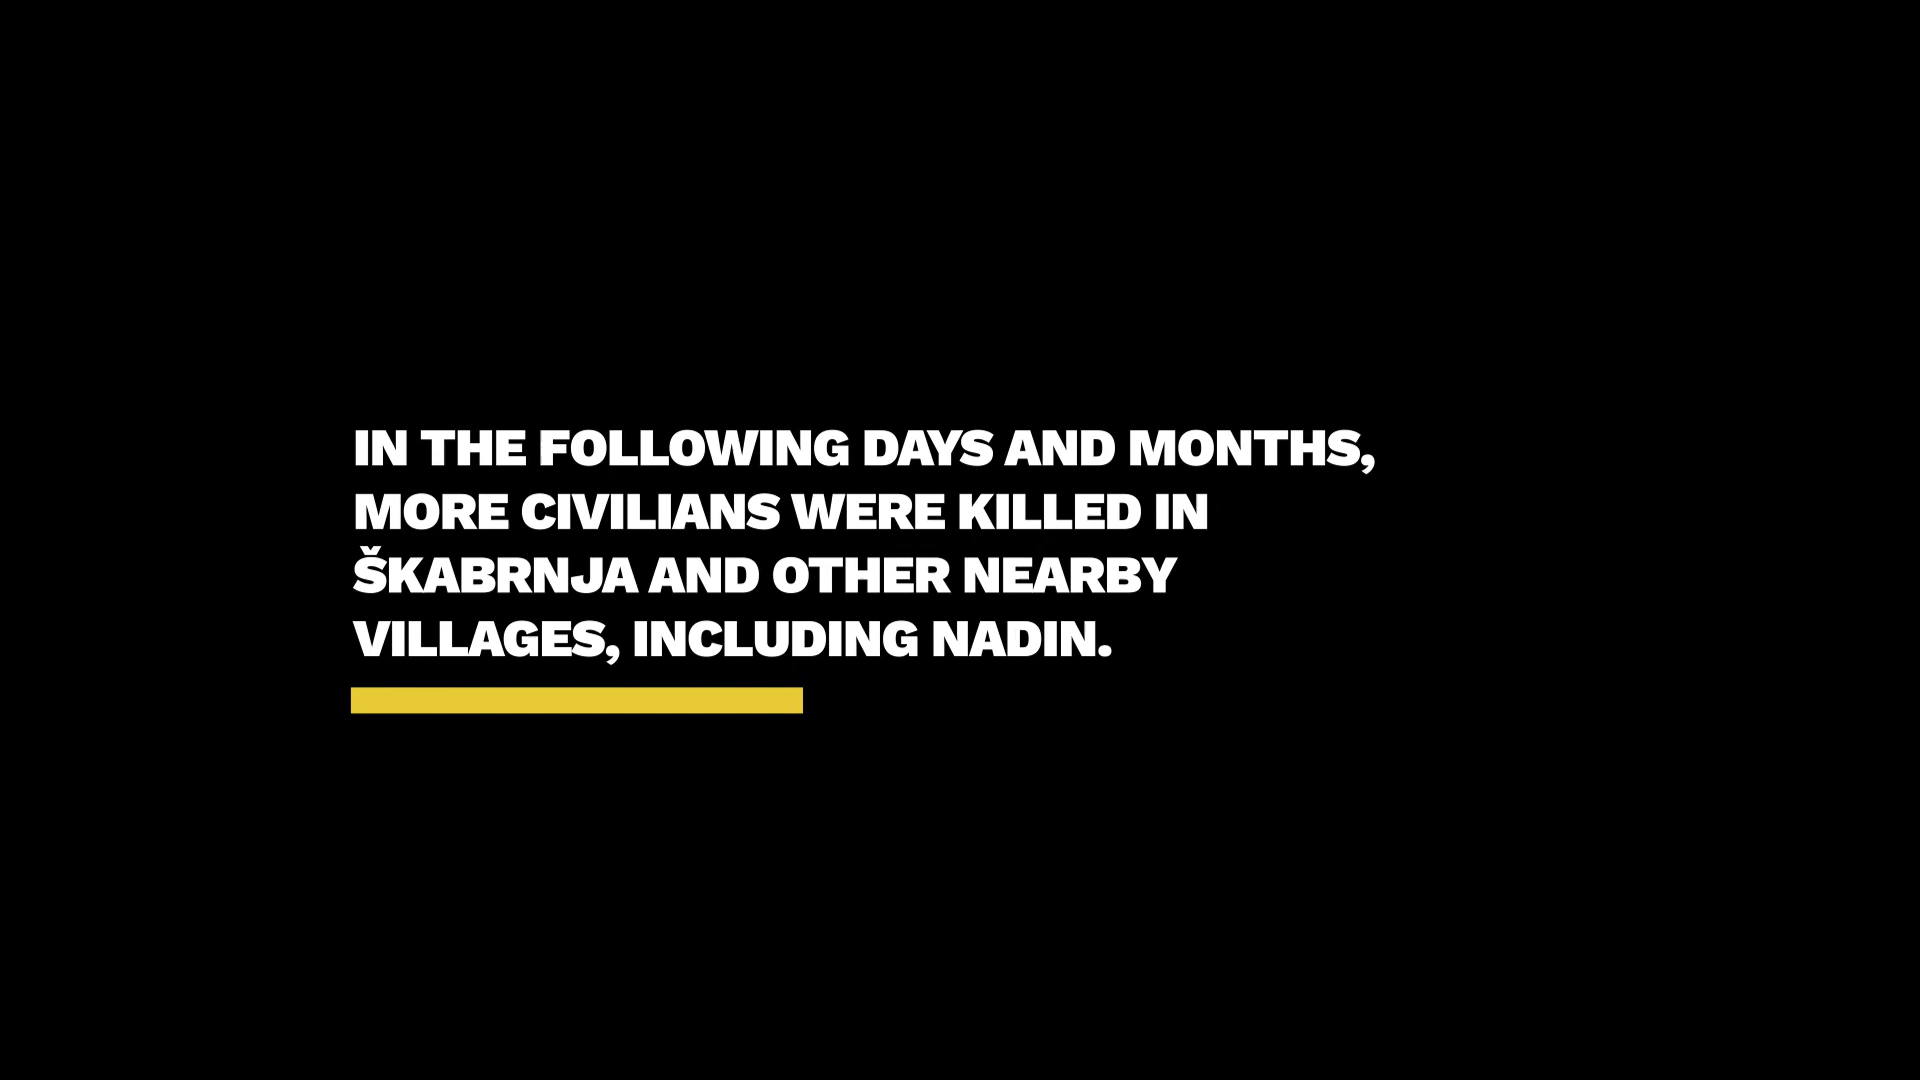 IN THE FOLLOWING DAYS AND MONTHS,
MORE CIVILIANS WERE KILLED IN
ŠKABRNJA AND OTHER NEARBY
VILLAGES, INCLUDING NADIN.